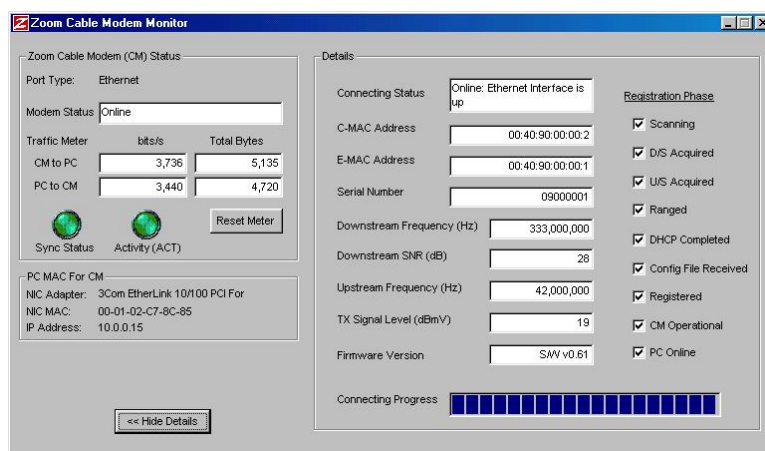 Zoom Cable Modem Monitor
Zoom Cable Modem (CM) Status
Port Type: Ethernet
Modem Status Online
Traffic Meter bits/s Total Bytes
CM to PC 3,736 5,135
PC to CM 3,440 4,720
Reset Meter
Sync Status Activity (ACT)
PC MAC For CM
NIC Adapter: 3Com EtherLink 10/100 PCI For
NIC MAC: 00-01-02-C7-8C-85
IP Address: 10.0.0.15
<< Hide Details
Details
Connecting Status Online: Ethernet Interface is
up
C-MAC Address 00:40:90:00:00:2
E-MAC Address 00:40:90:00:00:1
Serial Number 09000001
Downstream Frequency (Hz) 333,000,000
Downstream SNR (dB) 28
Upstream Frequency (Hz) 42,000,000
TX Signal Level (dBmV) 19
Firmware Version S/W v0.61
Connecting Progress
Registration Phase
Scanning
D/S Acquired
U/S Acquired
Ranged
DHCP Completed
Config File Received
Registered
CM Operational
PC Online